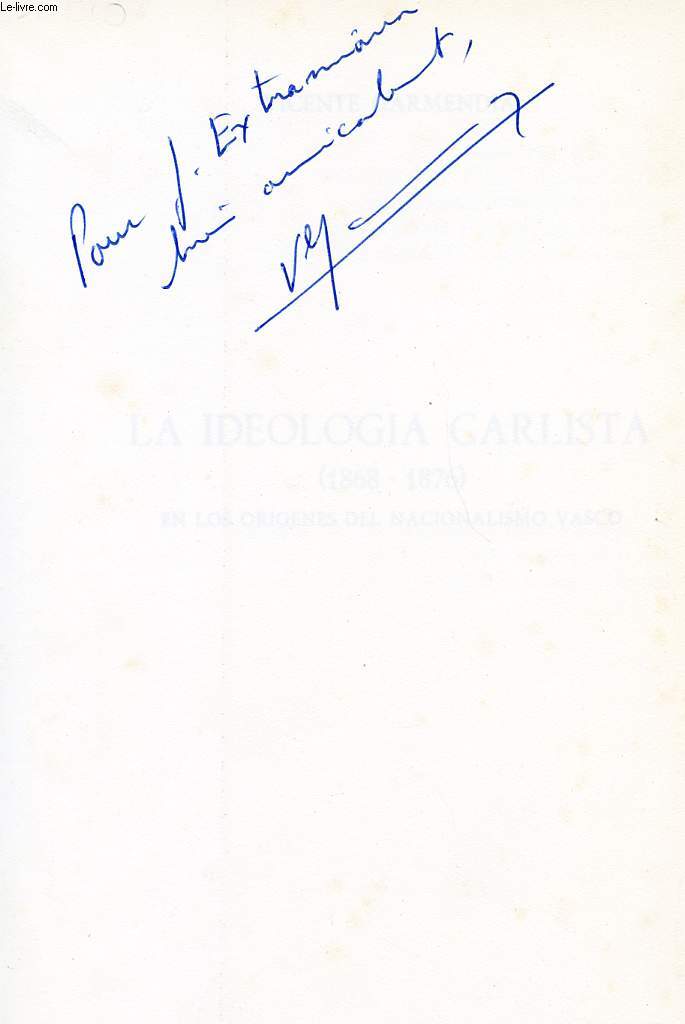 Le-livre.com
Pour J. Extramiana
bien amicalement,
VG
VICENTE GARMENDIA
LA IDEOLOGIA CARLISTA
(1868 - 1876)
EN LOS ORIGENES DEL NACIONALISMO VASCO